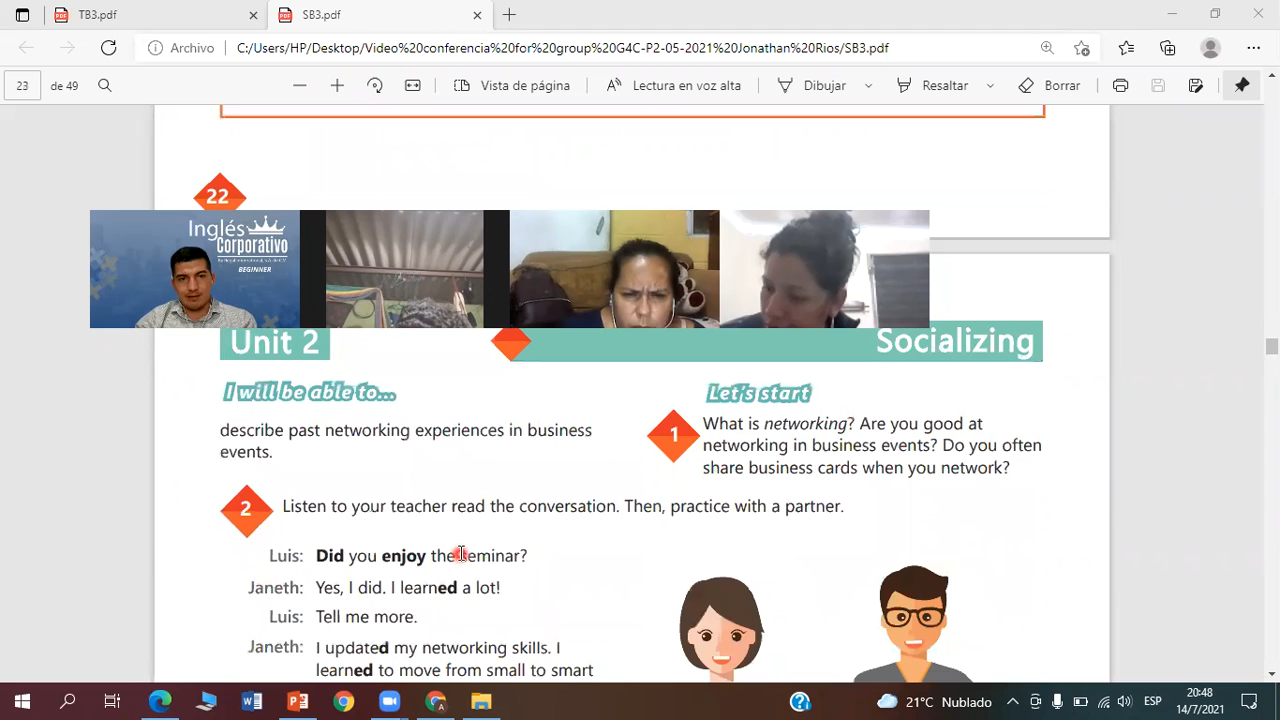 TB3.pdf
SB3.pdf
Archivo
C:/Users/HP/Desktop/Video%20conferencia%20for%20group%20G4C-P2-05-2021%20Jonathan%20Rios/SB3.pdf
23 de 49
Vista de página
Lectura en voz alta
Dibujar
Resaltar
Borrar
22
Inglés
Corporativo
BEGINNER
Unit 2
Socializing
I will be able to...
describe past networking experiences in business
events.
Let's start
1
What is networking? Are you good at
networking in business events? Do you often
share business cards when you network?
2
Listen to your teacher read the conversation. Then, practice with a partner.
Luis: Did you enjoy the seminar?
Janeth: Yes, I did. I learned a lot!
Luis: Tell me more.
Janeth: I updated my networking skills. I
learned to move from small to smart
21°C Nublado
ESP
20:48
14/7/2021